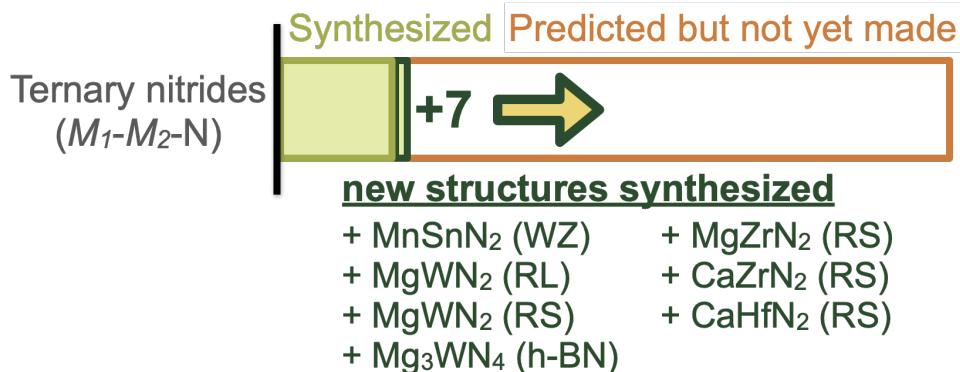 Synthesized Predicted but not yet made
Ternary nitrides
(M₁-M₂-N)
+7
new structures synthesized
+ MnSnN₂ (WZ)
+ MgWN₂ (RL)
+ MgWN₂ (RS)
+ Mg₃WN₄ (h-BN)
+ MgZrN₂ (RS)
+ CaZrN₂ (RS)
+ CaHfN₂ (RS)